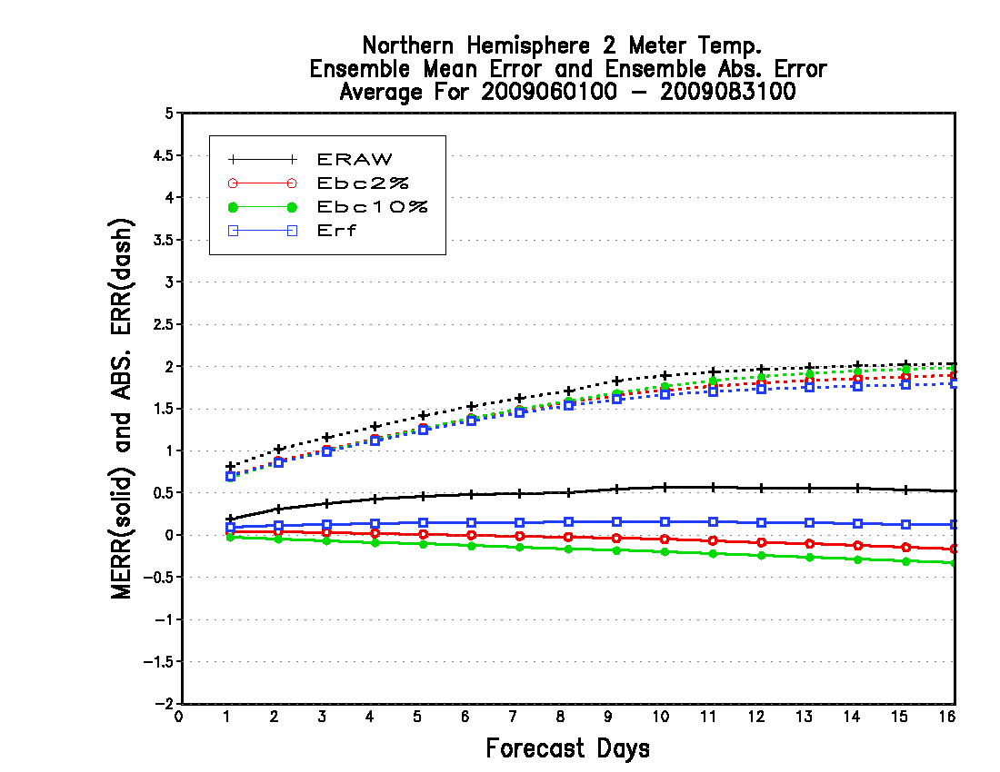 Northern Hemisphere 2 Meter Temp.
Ensemble Mean Error and Ensemble Abs. Error
Average For 2009060100 − 2009083100
ERAW
Ebc2%
Ebc10%
Erf
MERR(solid) and ABS. ERR(dash)
5
4.5
4
3.5
3
2.5
2
1.5
1
0.5
0
−0.5
−1
−1.5
−2
0 1 2 3 4 5 6 7 8 9 10 11 12 13 14 15 16
Forecast Days